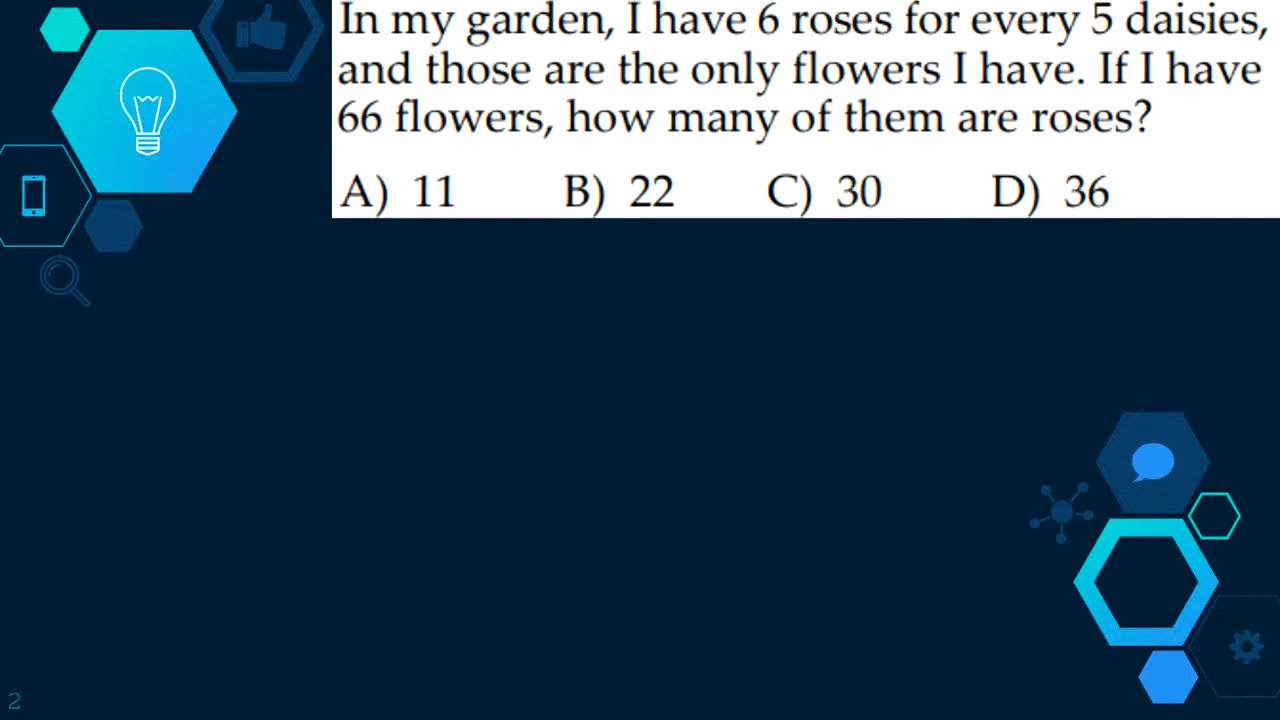 In my garden, I have 6 roses for every 5 daisies,
and those are the only flowers I have. If I have
66 flowers, how many of them are roses?
A) 11 B) 22 C) 30 D) 36
2